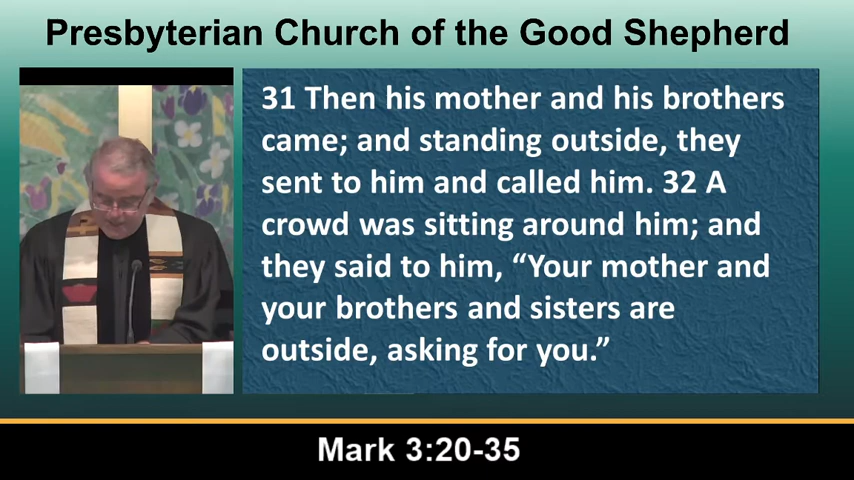 Presbyterian Church of the Good Shepherd
31 Then his mother and his brothers
came; and standing outside, they
sent to him and called him. 32 A
crowd was sitting around him; and
they said to him, “Your mother and
your brothers and sisters are
outside, asking for you.”
Mark 3:20-35